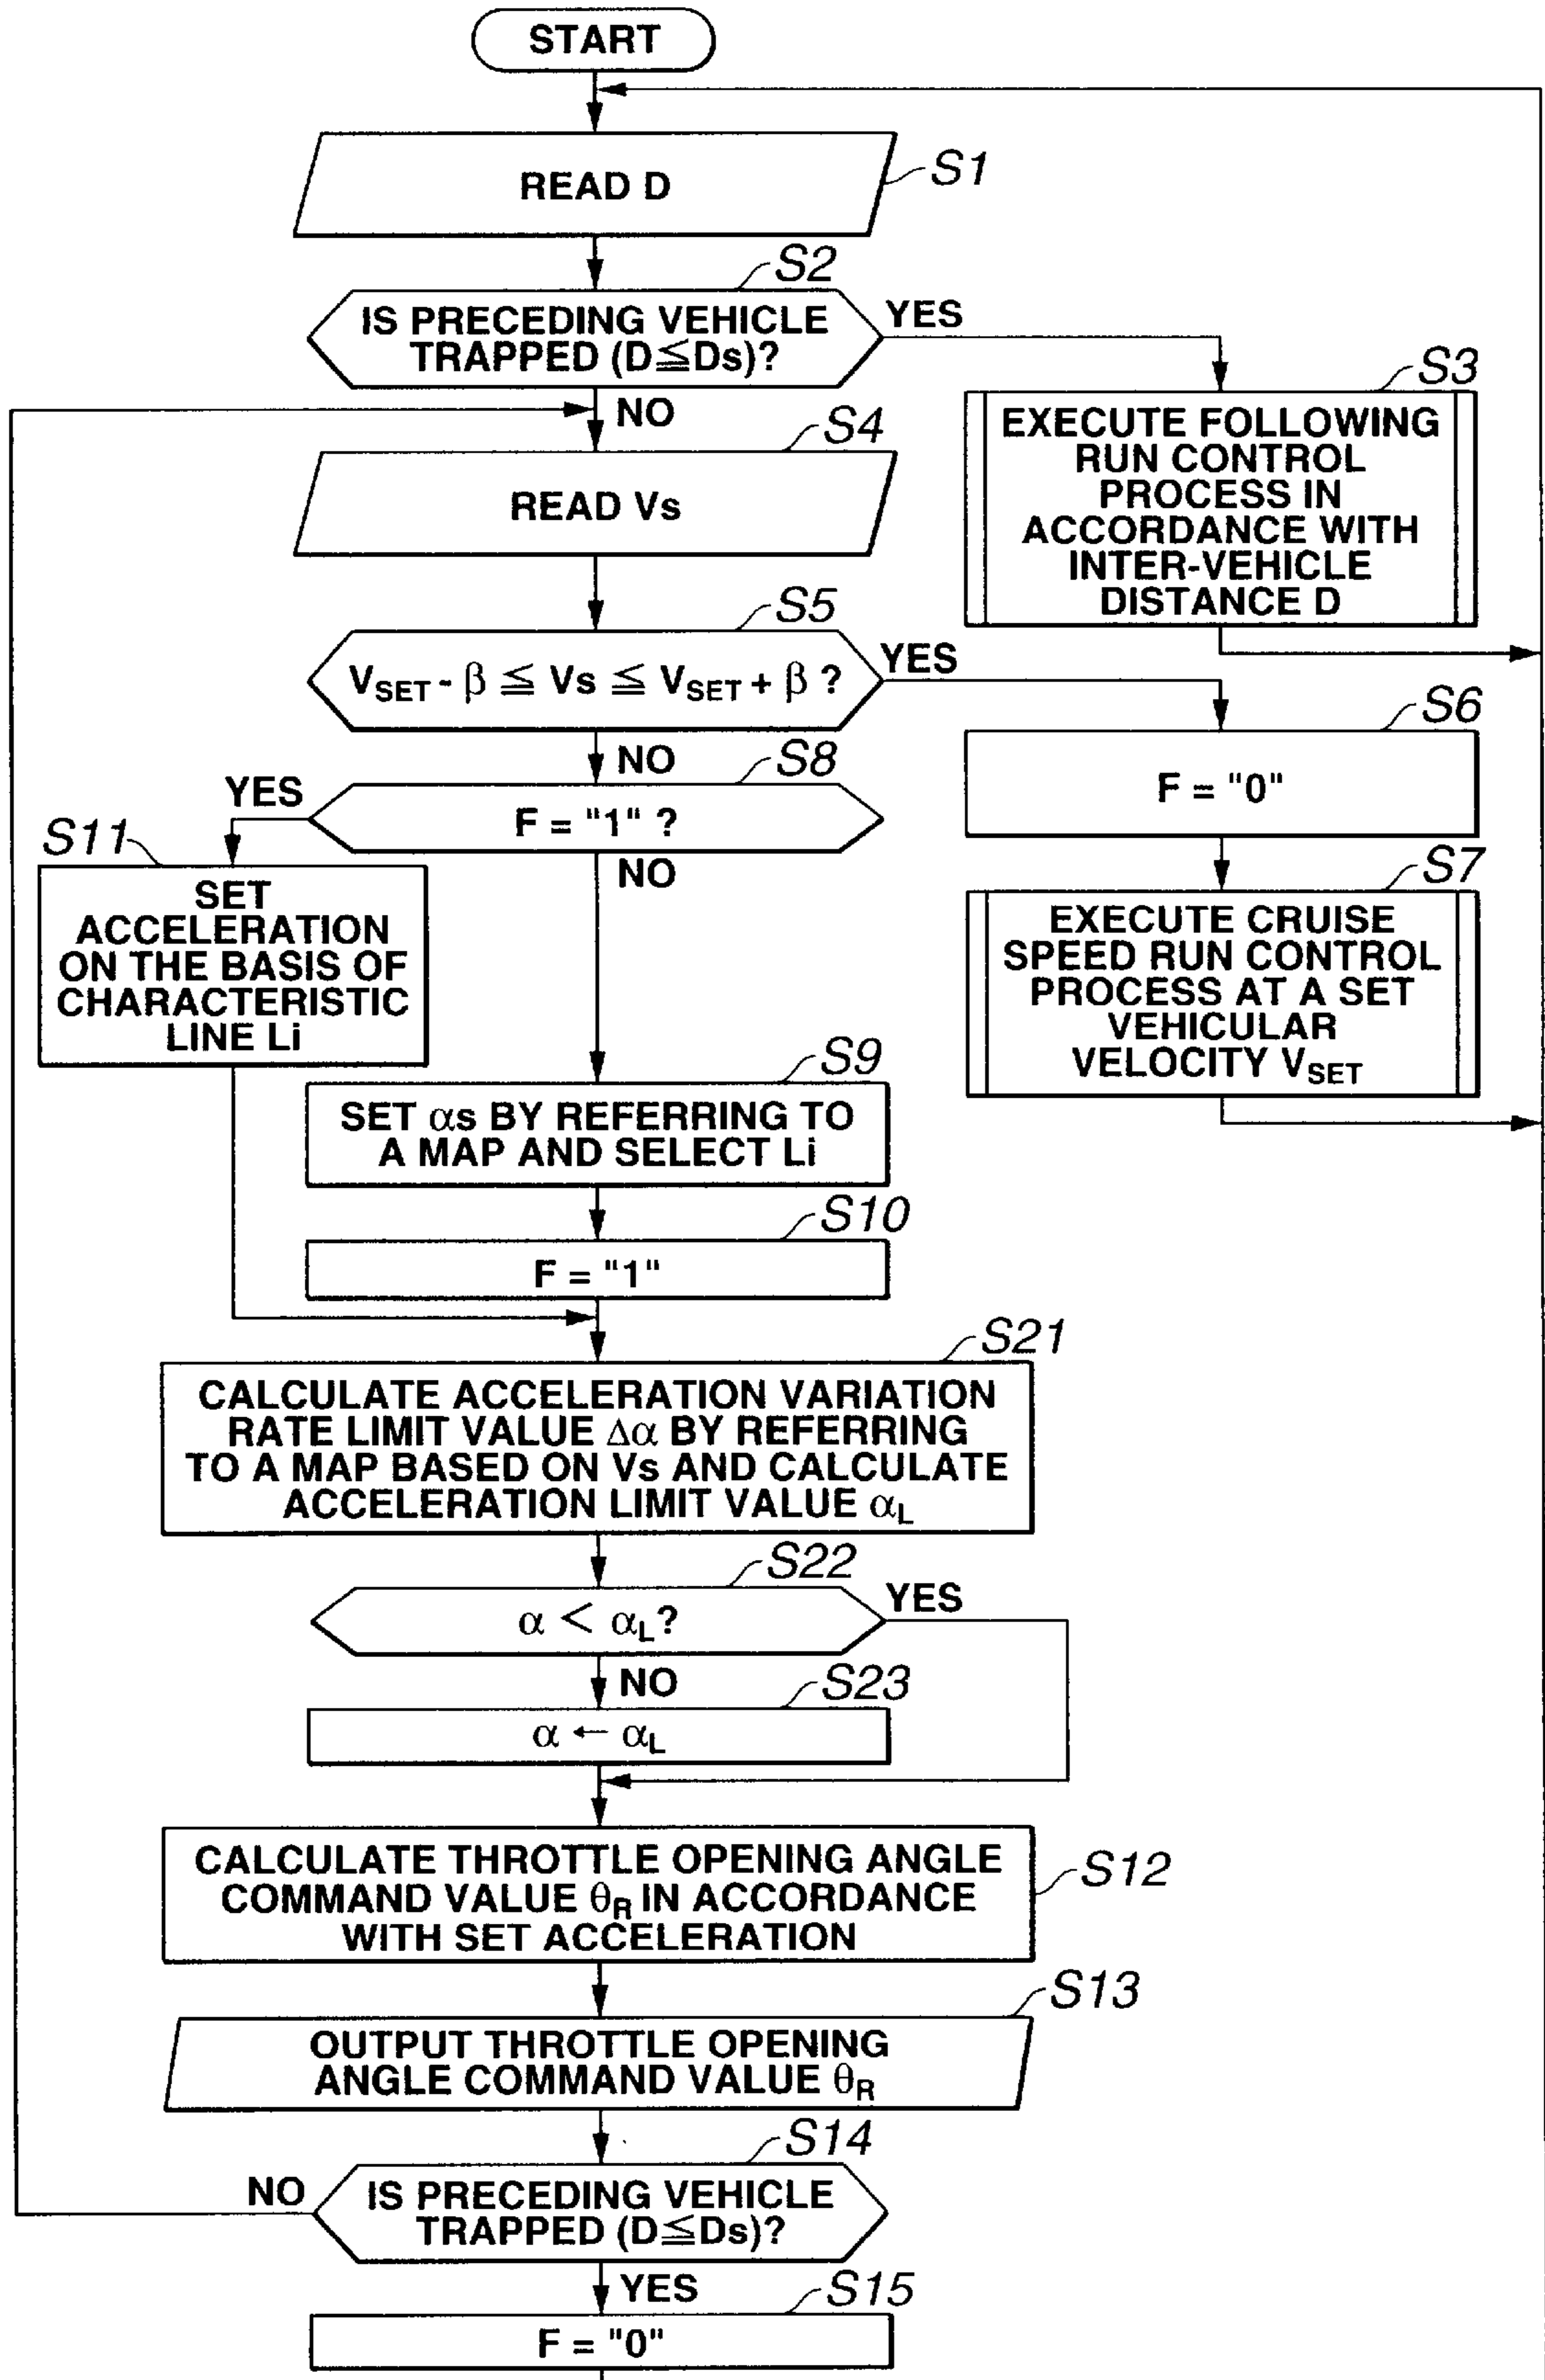 START
READ D
S1
S2
IS PRECEDING VEHICLE
TRAPPED (D≦Ds)?
YES
NO
S3
EXECUTE FOLLOWING
RUN CONTROL
PROCESS IN
ACCORDANCE WITH
INTER-VEHICLE
DISTANCE D
S4
READ Vs
S5
VSET - β ≦ Vs ≦ VSET + β ?
YES
NO
S6
F = "0"
S7
EXECUTE CRUISE
SPEED RUN CONTROL
PROCESS AT A SET
VEHICULAR
VELOCITY VSET
S8
F = "1" ?
YES
NO
S11
SET
ACCELERATION
ON THE BASIS OF
CHARACTERISTIC
LINE Li
S9
SET αs BY REFERRING TO
A MAP AND SELECT Li
S10
F = "1"
S21
CALCULATE ACCELERATION VARIATION
RATE LIMIT VALUE Δα BY REFERRING
TO A MAP BASED ON Vs AND CALCULATE
ACCELERATION LIMIT VALUE αL
S22
α < αL?
YES
NO
S23
α ← αL
CALCULATE THROTTLE OPENING ANGLE
COMMAND VALUE θR IN ACCORDANCE
WITH SET ACCELERATION
S12
S13
OUTPUT THROTTLE OPENING
ANGLE COMMAND VALUE θR
S14
IS PRECEDING VEHICLE
TRAPPED (D≦Ds)?
NO
YES
S15
F = "0"